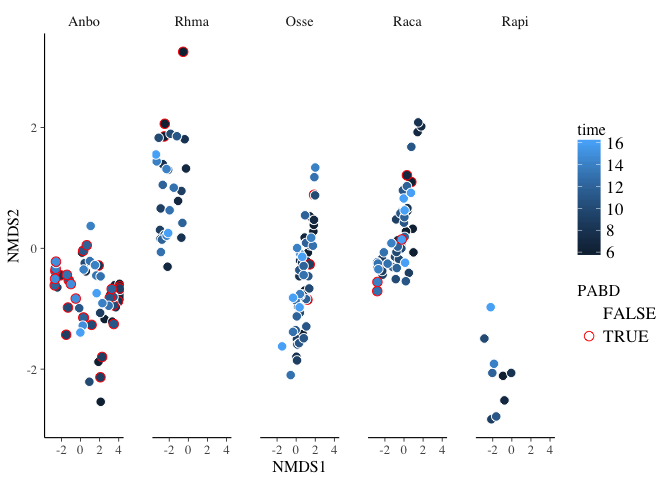 Anbo Rhma Osse Raca Rapi
NMDS2
2
0
-2
-2 0 2 4 -2 0 2 4 -2 0 2 4 -2 0 2 4 -2 0 2 4
NMDS1
time
16
14
12
10
8
6
PABD
FALSE
TRUE